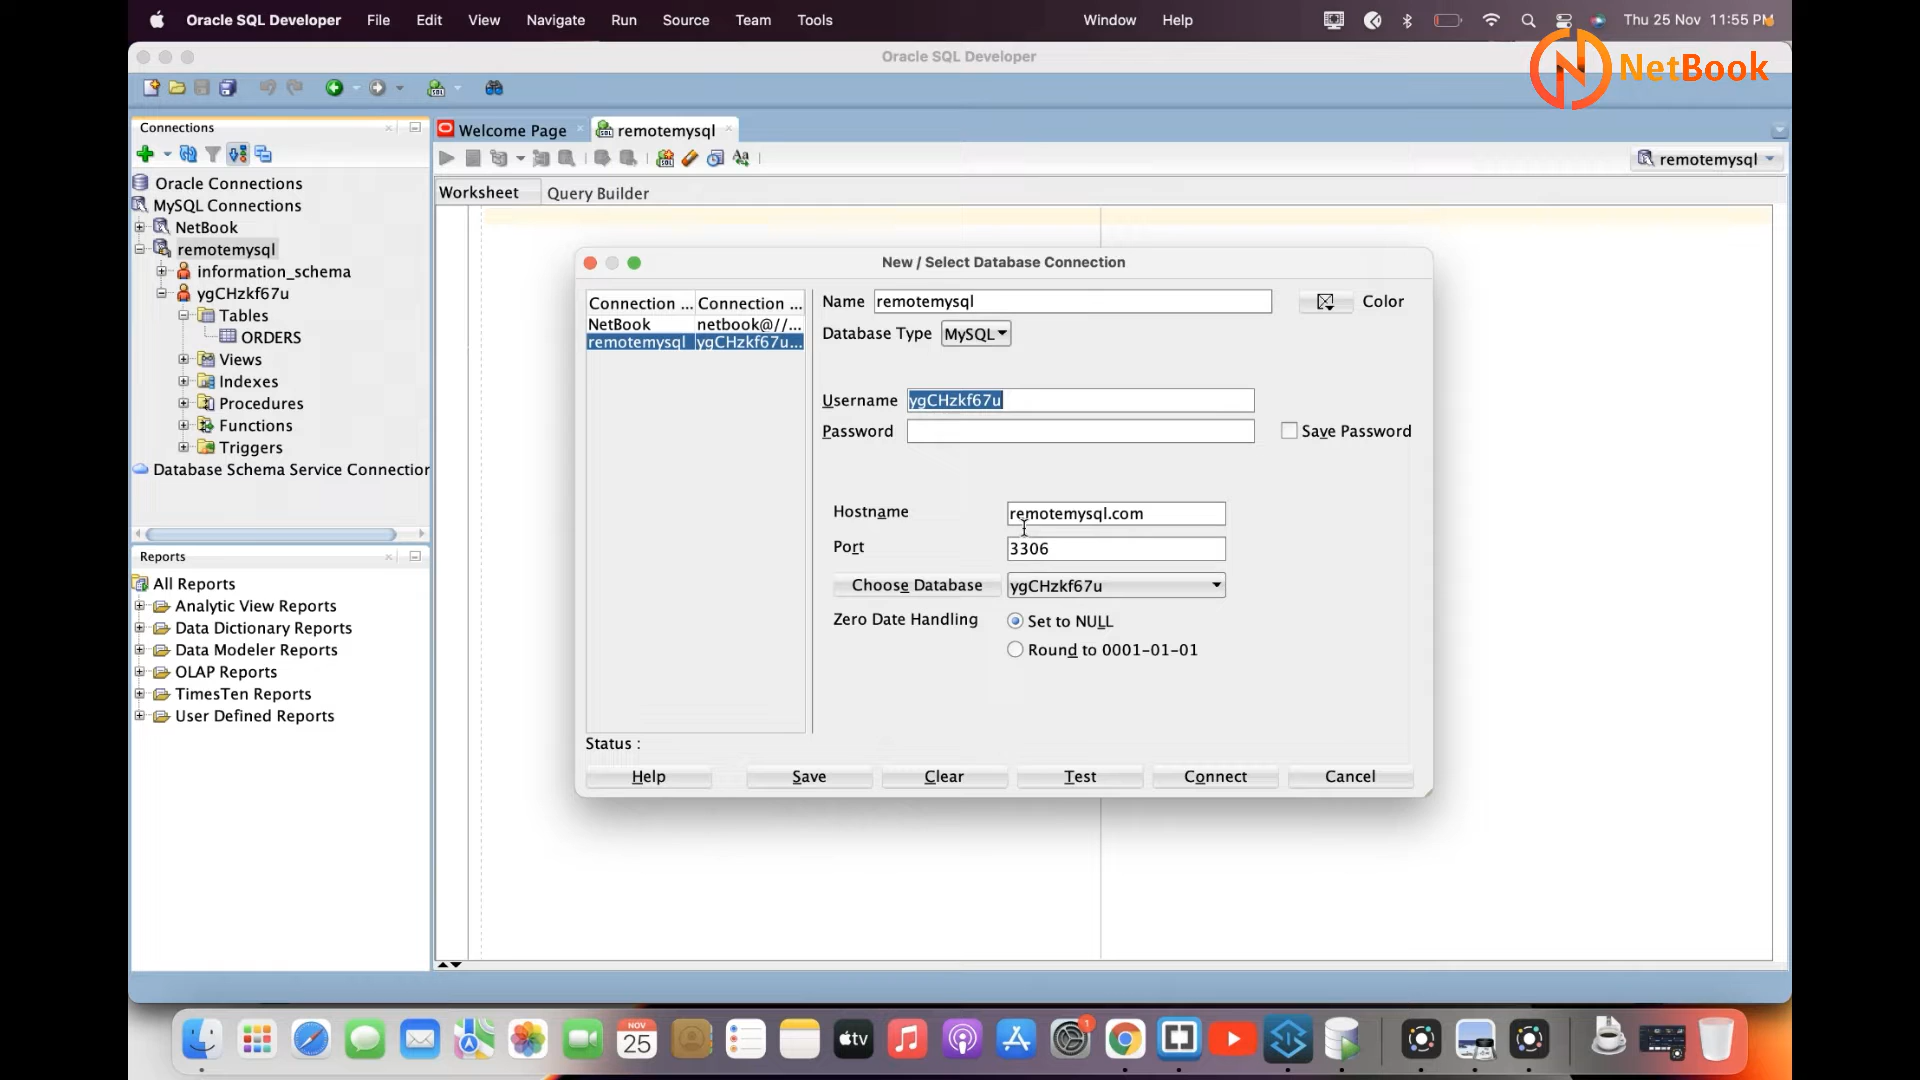 Oracle SQL Developer File Edit View Navigate Run Source Team Tools Window Help Thu 25 Nov 11:55 PM
Oracle SQL Developer
NetBook
Connections
Welcome Page
remotemysql
remotemysql
Worksheet
Query Builder
Oracle Connections
MySQL Connections
NetBook
remotemysql
information_schema
ygCHzkf67u
Tables
ORDERS
Views
Indexes
Procedures
Functions
Triggers
Database Schema Service Connection
Reports
All Reports
Analytic View Reports
Data Dictionary Reports
Data Modeler Reports
OLAP Reports
TimesTen Reports
User Defined Reports
New / Select Database Connection
Connection ... Connection ...
NetBook netbook@//...
remotemysql ygCHzkf67u...
Name remotemysql Color
Database Type MySQL
Username ygCHzkf67u
Password Save Password
Hostname remotemysql.com
Port 3306
Choose Database ygCHzkf67u
Zero Date Handling Set to NULL
Round to 0001-01-01
Status :
Help Save Clear Test Connect Cancel
NOV
25
tv
1